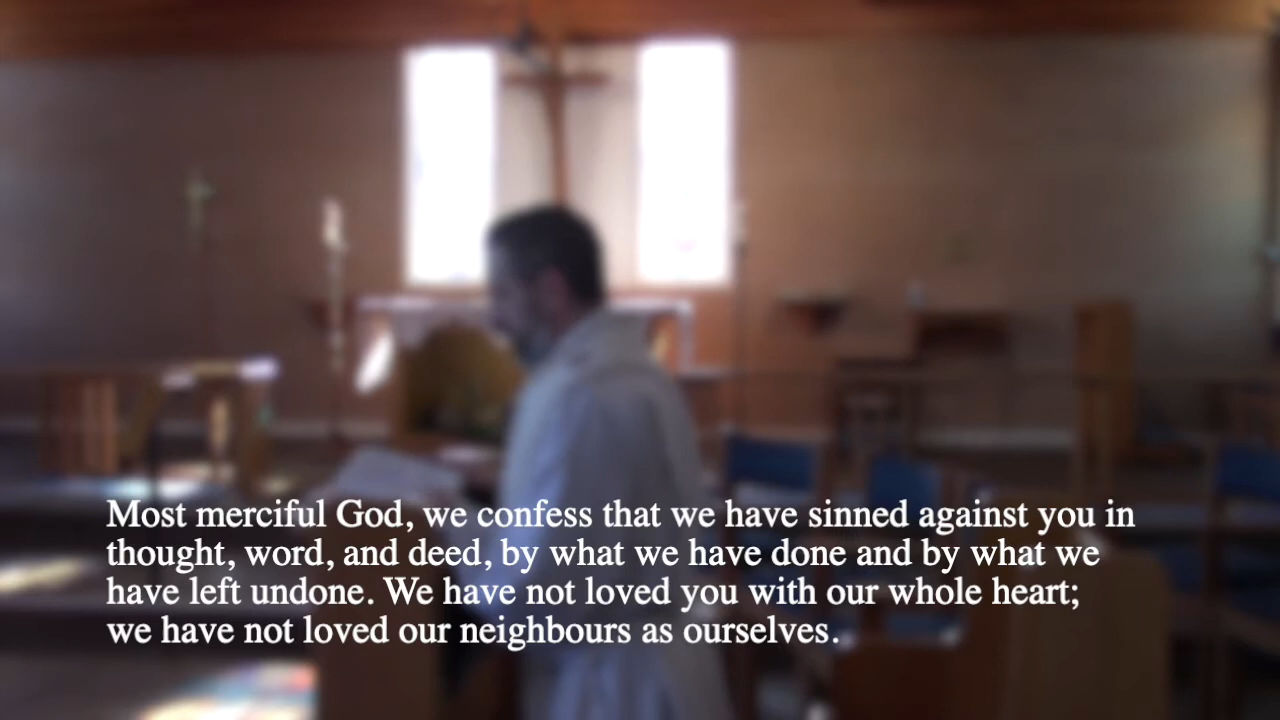 Most merciful God, we confess that we have sinned against you in
thought, word, and deed, by what we have done and by what we
have left undone. We have not loved you with our whole heart;
we have not loved our neighbours as ourselves.